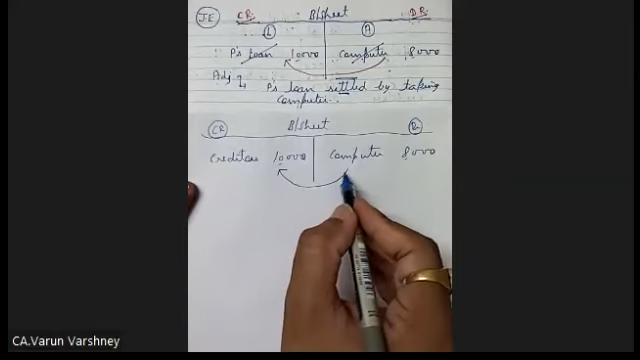 J.E CR. B/Sheet DR.
L A
P's loan 10000 Computer 8000
Adj P's loan settled by taking
Computer.
CR B/Sheet Dr
Creditors 10000 Computer 8000
CA.Varun Varshney